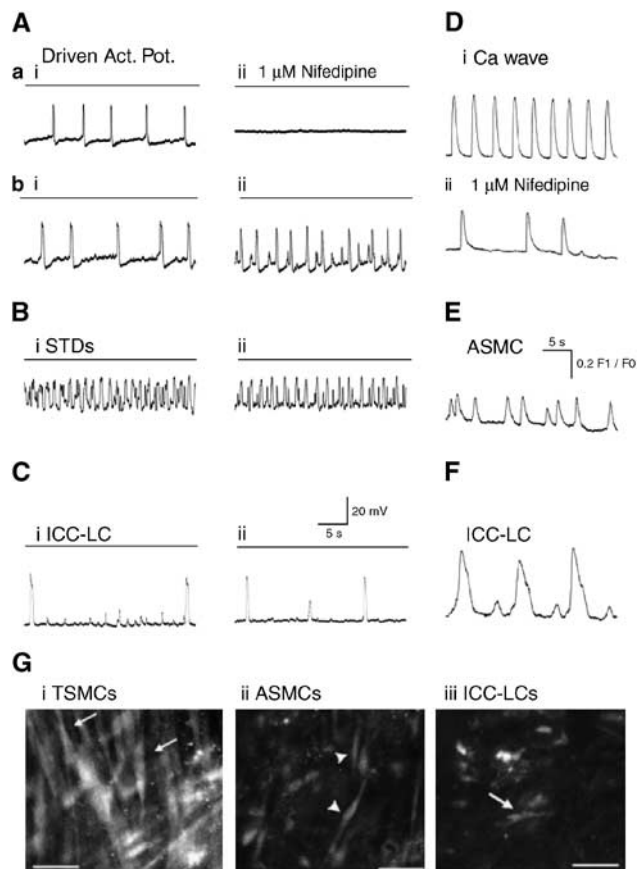 A
Driven Act. Pot.
a i
ii 1 μM Nifedipine
b i
ii
B
i STDs
ii
C
i ICC-LC
ii
20 mV
5 s
D
i Ca wave
ii 1 μM Nifedipine
E
ASMC
5 s
0.2 F1 / F0
F
ICC-LC
G
i TSMCs
ii ASMCs
iii ICC-LCs